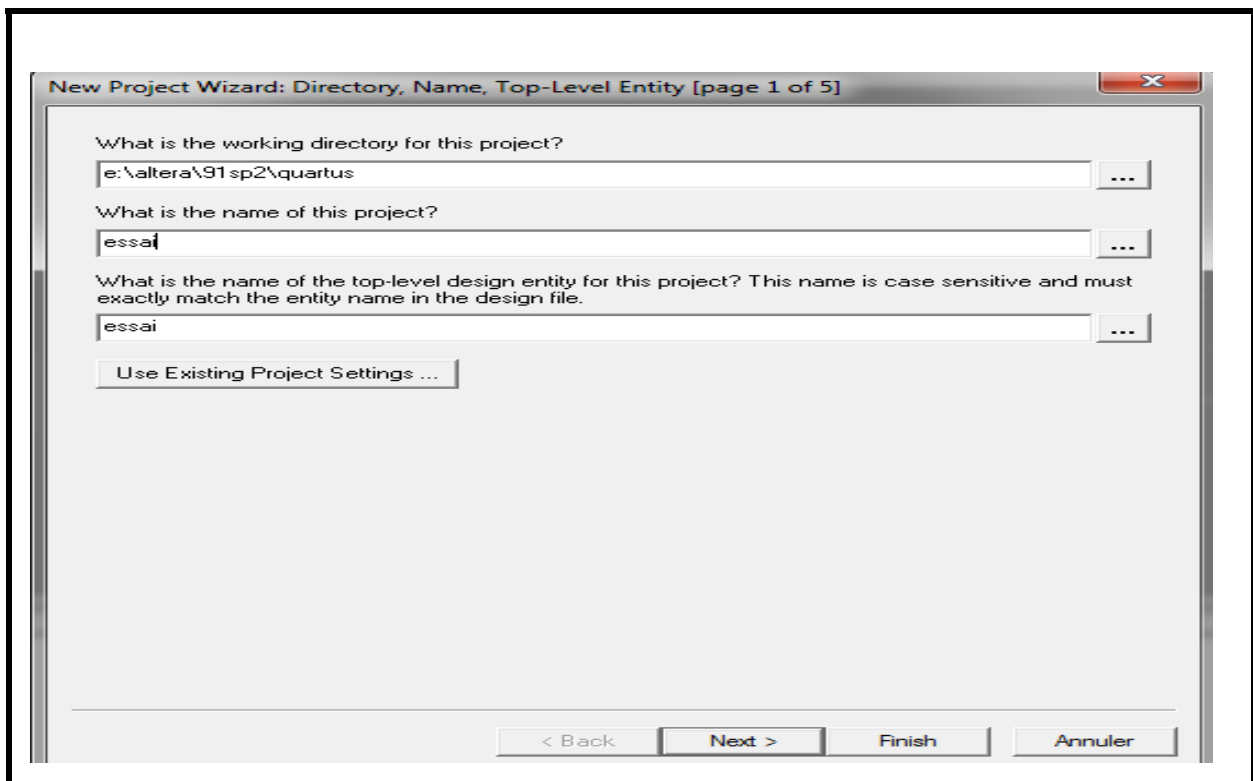 New Project Wizard: Directory, Name, Top-Level Entity [page 1 of 5]
What is the working directory for this project?
e:\altera\91sp2\quartus
...
What is the name of this project?
essai
...
What is the name of the top-level design entity for this project? This name is case sensitive and must
exactly match the entity name in the design file.
essai
...
Use Existing Project Settings ...
< Back
Next >
Finish
Annuler